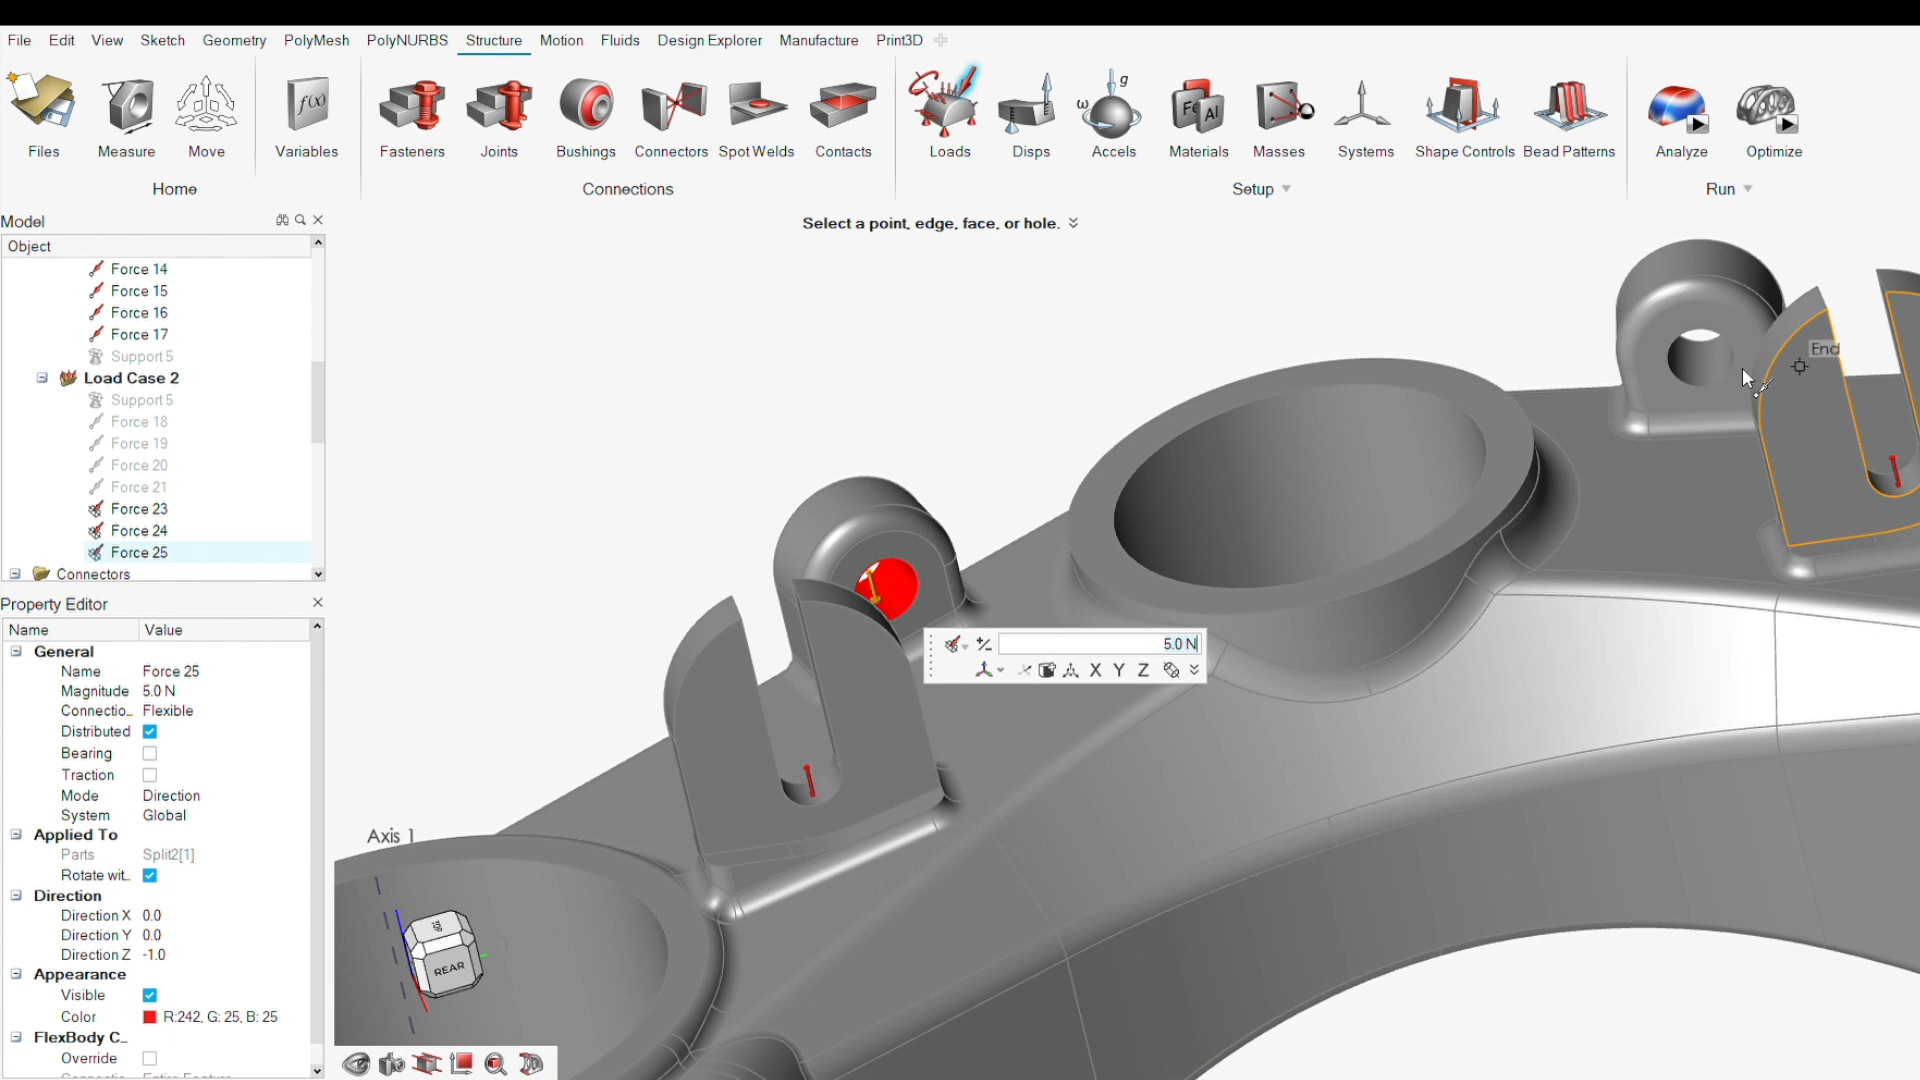 File Edit View Sketch Geometry PolyMesh PolyNURBS Structure Motion Fluids Design Explorer Manufacture Print3D
f(x) g ω Fe Al
Files Measure Move Variables Fasteners Joints Bushings Connectors Spot Welds Contacts Loads Disps Accels Materials Masses Systems Shape Controls Bead Patterns Analyze Optimize
Home Connections Setup Run
Model
Select a point, edge, face, or hole.
Object
Force 14
Force 15
Force 16
Force 17
Support 5
Load Case 2
Support 5
Force 18
Force 19
Force 20
Force 21
Force 23
Force 24
Force 25
Connectors
End
5.0 N
X Y Z
Property Editor
Name Value
General
Name Force 25
Magnitude 5.0 N
Connectio... Flexible
Distributed
Bearing
Traction
Mode Direction
System Global
Applied To
Parts Split2[1]
Rotate wit...
Direction
Direction X 0.0
Direction Y 0.0
Direction Z -1.0
Appearance
Visible
Color R:242, G: 25, B: 25
FlexBody C...
Override
Axis 1
TOP
REAR
Y